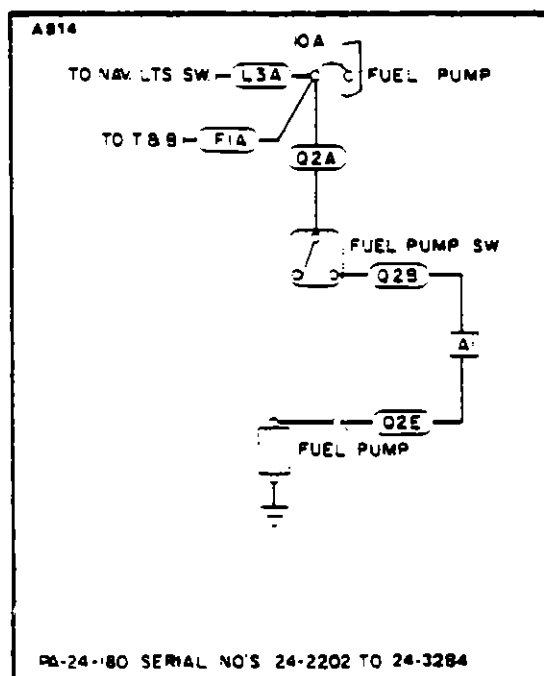 A814
10A
TO NAV. LTS SW. L3A FUEL PUMP
TO T & B F1A
Q2A
FUEL PUMP SW
Q2B
A
Q2E
FUEL PUMP
PA-24-180 SERIAL NO'S 24-2202 TO 24-3284